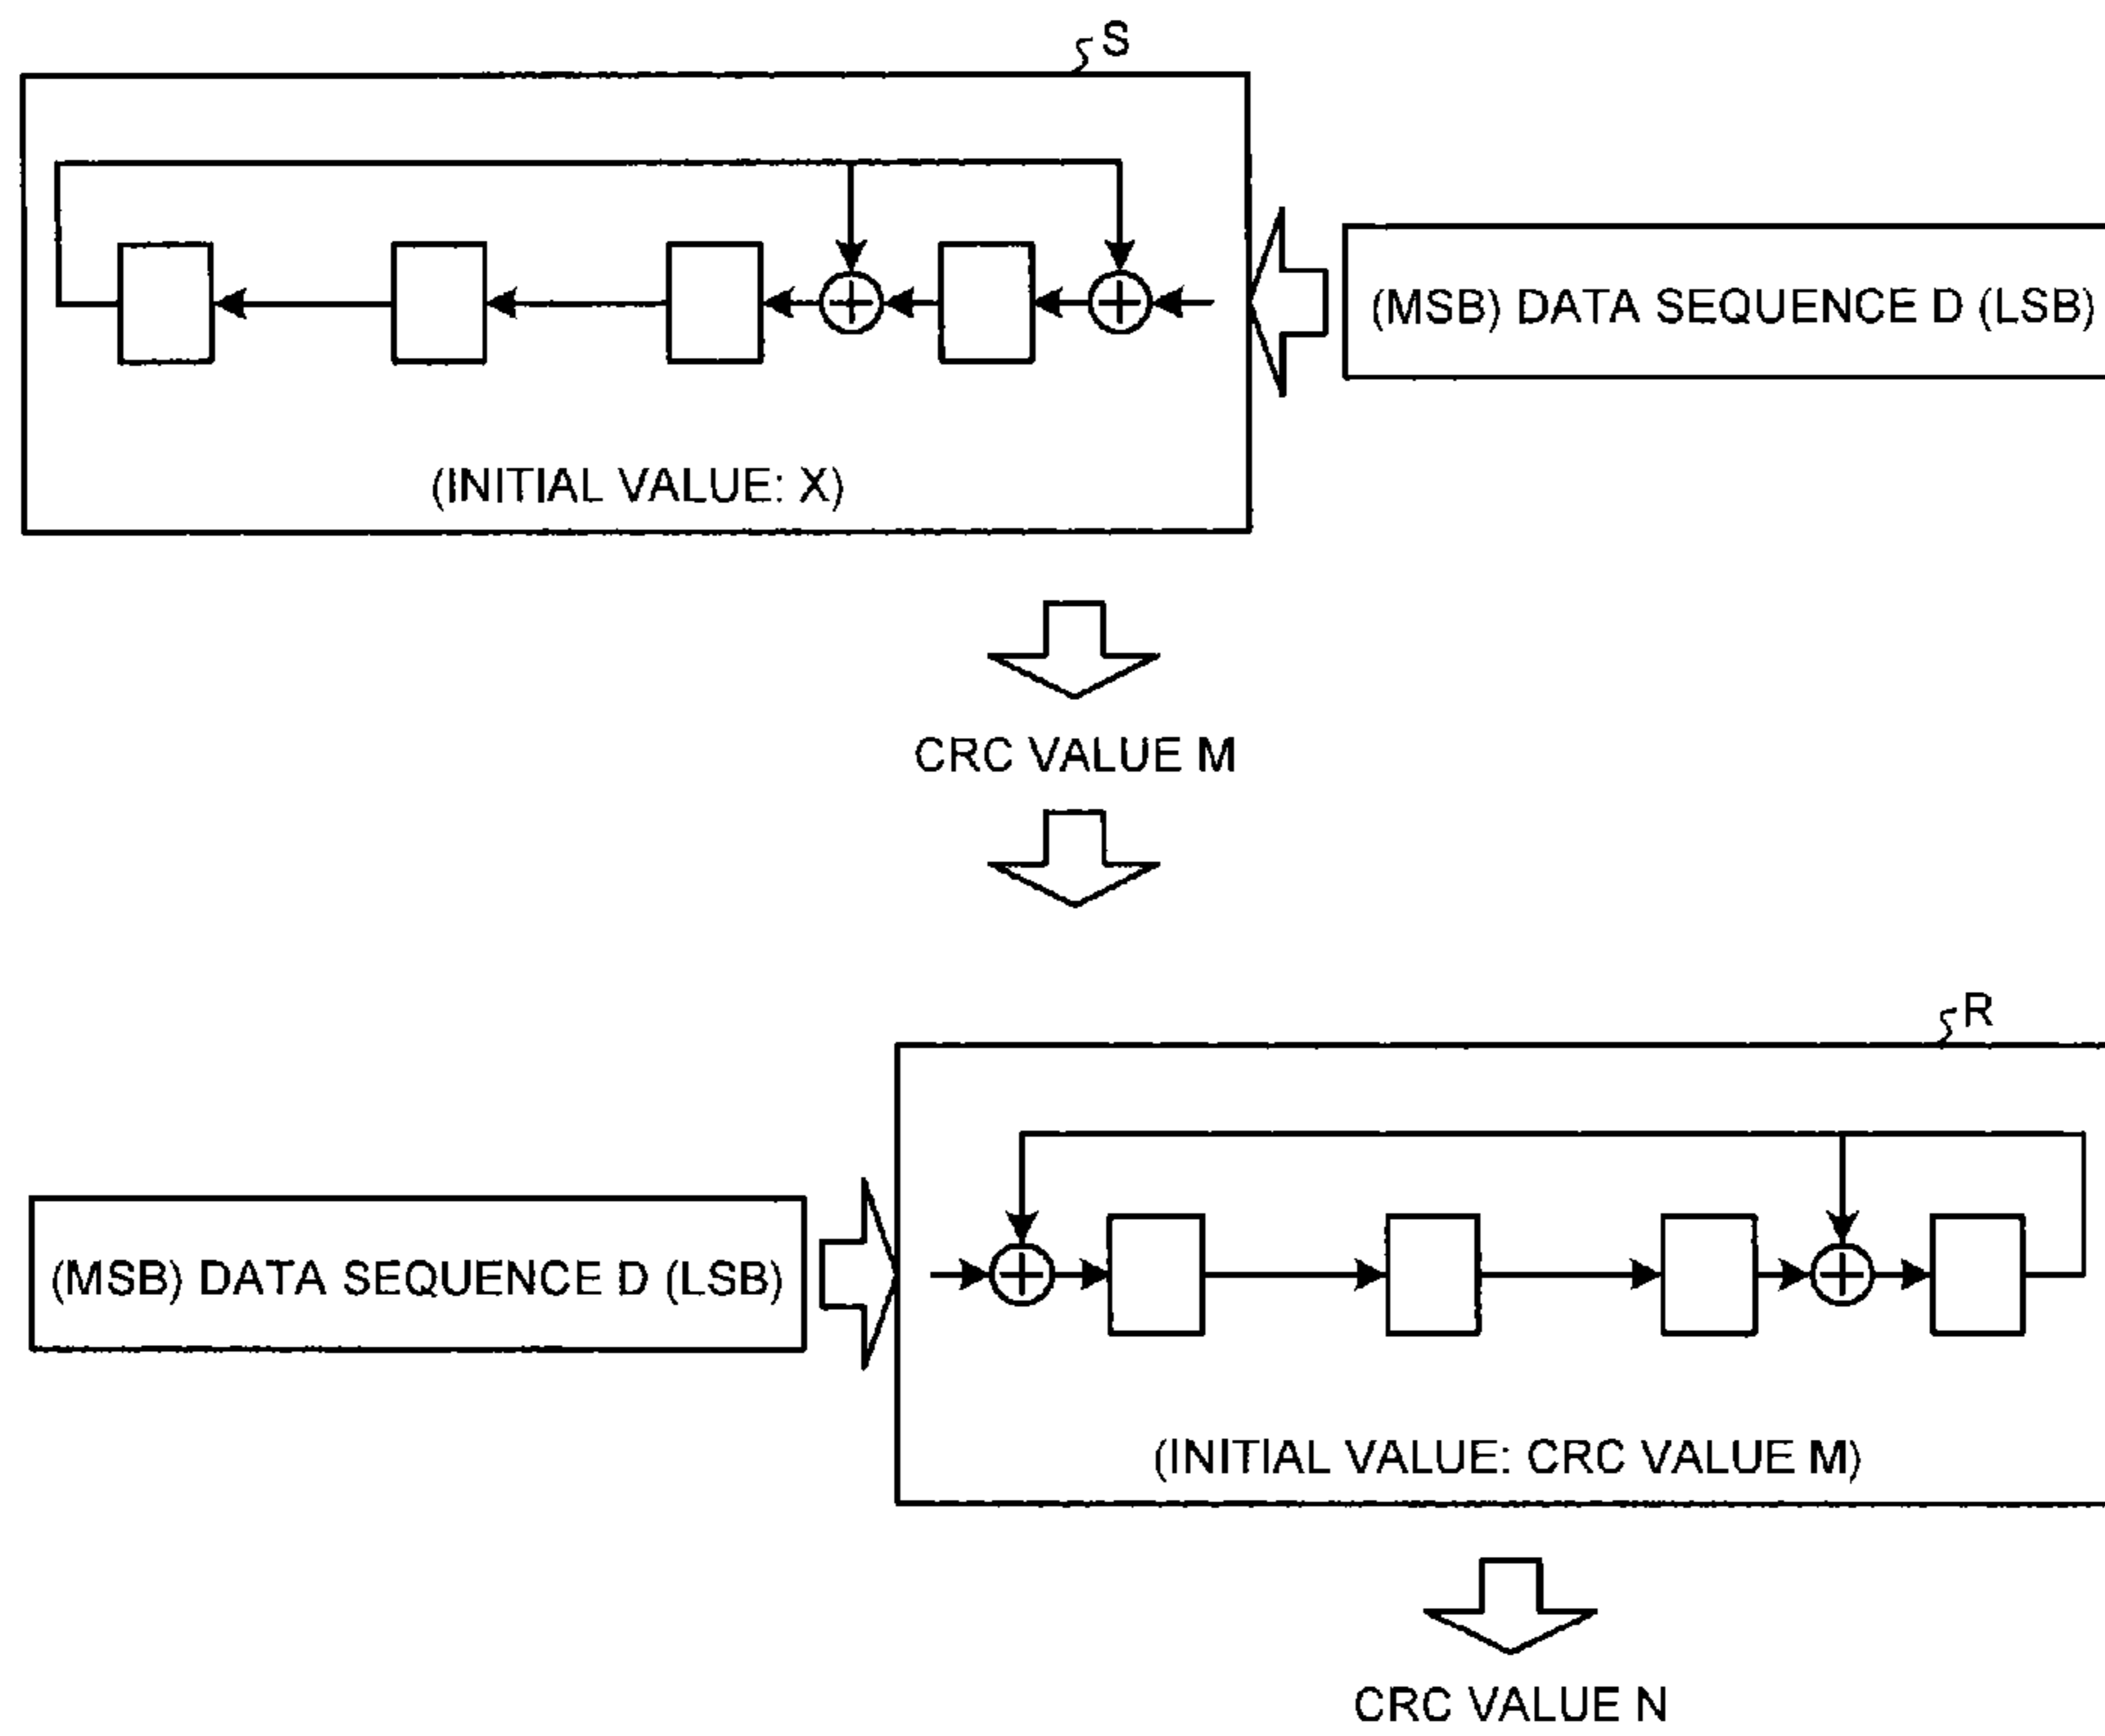 S
(MSB) DATA SEQUENCE D (LSB)
(INITIAL VALUE: X)
CRC VALUE M
R
(MSB) DATA SEQUENCE D (LSB)
(INITIAL VALUE: CRC VALUE M)
CRC VALUE N